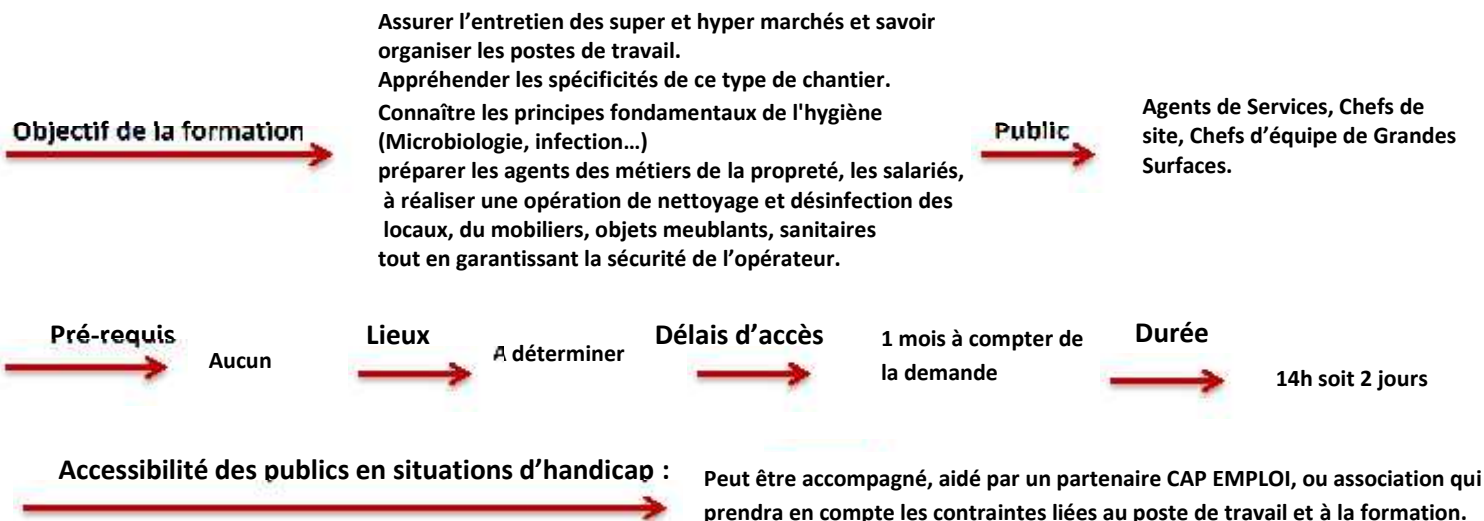 Objectif de la formation
Assurer l’entretien des super et hyper marchés et savoir
organiser les postes de travail.
Appréhender les spécificités de ce type de chantier.
Connaître les principes fondamentaux de l'hygiène
(Microbiologie, infection…)
préparer les agents des métiers de la propreté, les salariés,
à réaliser une opération de nettoyage et désinfection des
locaux, du mobiliers, objets meublants, sanitaires
tout en garantissant la sécurité de l’opérateur.
Public
Agents de Services, Chefs de
site, Chefs d’équipe de Grandes
Surfaces.
Pré-requis
Aucun
Lieux
A déterminer
Délais d’accès
1 mois à compter de
la demande
Durée
14h soit 2 jours
Accessibilité des publics en situations d’handicap :
Peut être accompagné, aidé par un partenaire CAP EMPLOI, ou association qui
prendra en compte les contraintes liées au poste de travail et à la formation.